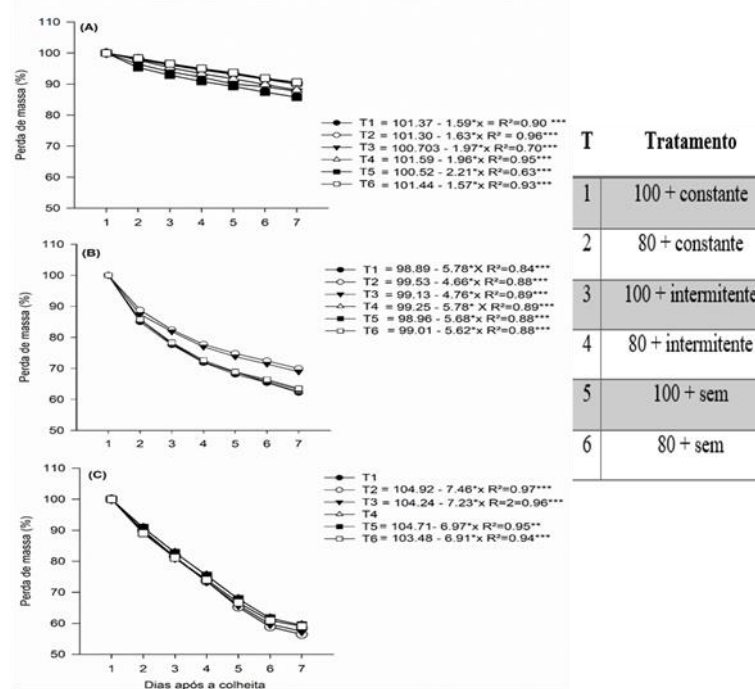 (A)
110
100
90
80
70
60
50
Perda de massa (%)
T1 = 101.37 - 1.59*x = R²=0.90 ***
T2 = 101.30 - 1.63*x R² = 0.96***
T3 = 100.703 - 1.97*x R²=0.70 ***
T4 = 101.59 - 1.96*x R²=0.95***
T5 = 100.52 - 2.21*x R²=0.63***
T6 = 101.44 - 1.57*x R²=0.93***
1 2 3 4 5 6 7
(B)
110
100
90
80
70
60
50
Perda de massa (%)
T1 = 98.89 - 5.78*X R²=0.84***
T2 = 99.53 - 4.66*x R²=0.88***
T3 = 99.13 - 4.76*x R²=0.89***
T4 = 99.25 - 5.78* X R²=0.89***
T5 = 98.96 - 5.68*x R²=0.88***
T6 = 99.01 - 5.62*x R²=0.88***
1 2 3 4 5 6 7
(C)
110
100
90
80
70
60
50
Perda de massa (%)
T1
T2 = 104.92 - 7.46*x R²=0.97***
T3 = 104.24 - 7.23*x R=2=0.96***
T4
T5 = 104.71- 6.97*x R²=0.95**
T6 = 103.48 - 6.91*x R²=0.94***
1 2 3 4 5 6 7
Dias após a colheita
T Tratamento
1 100 + constante
2 80 + constante
3 100 + intermitente
4 80 + intermitente
5 100 + sem
6 80 + sem